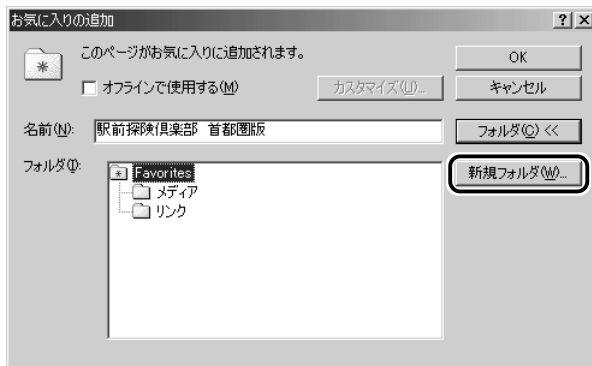 お気に入りの追加
このページがお気に入りに追加されます。
OK
オフラインで使用する(M)
カスタマイズ(U)...
キャンセル
名前(N):
駅前探険倶楽部 首都圏版
フォルダ(C) <<
フォルダ(I):
Favorites
新規フォルダ(W)...
メディア
リンク